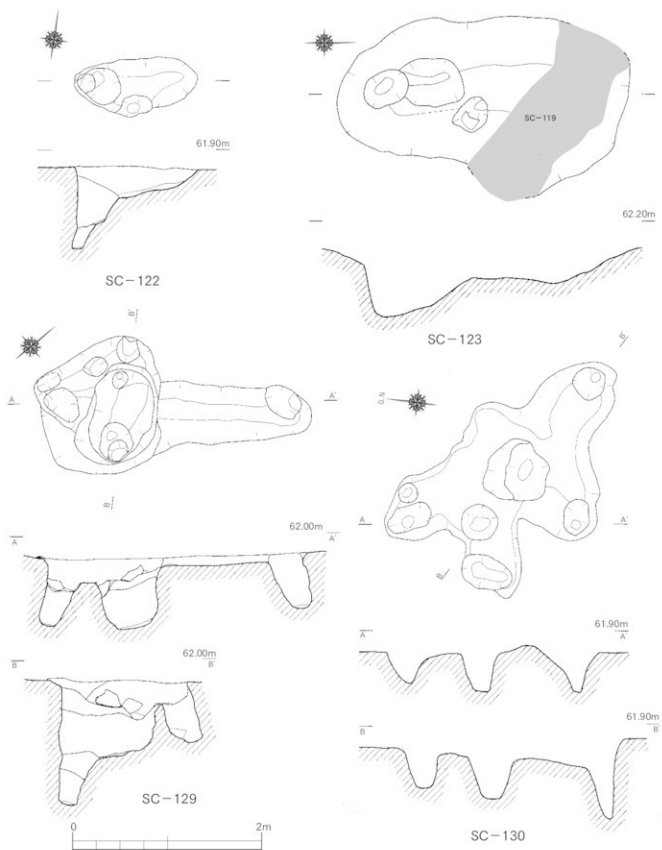 61.90m
SC-122
SC-119
62.20m
SC-123
B'
A
A'
B
62.00m
A
A'
62.00m
B
B'
SC-129
0
2m
B'
A
A'
B
61.90m
A
A'
61.90m
B
B'
SC-130